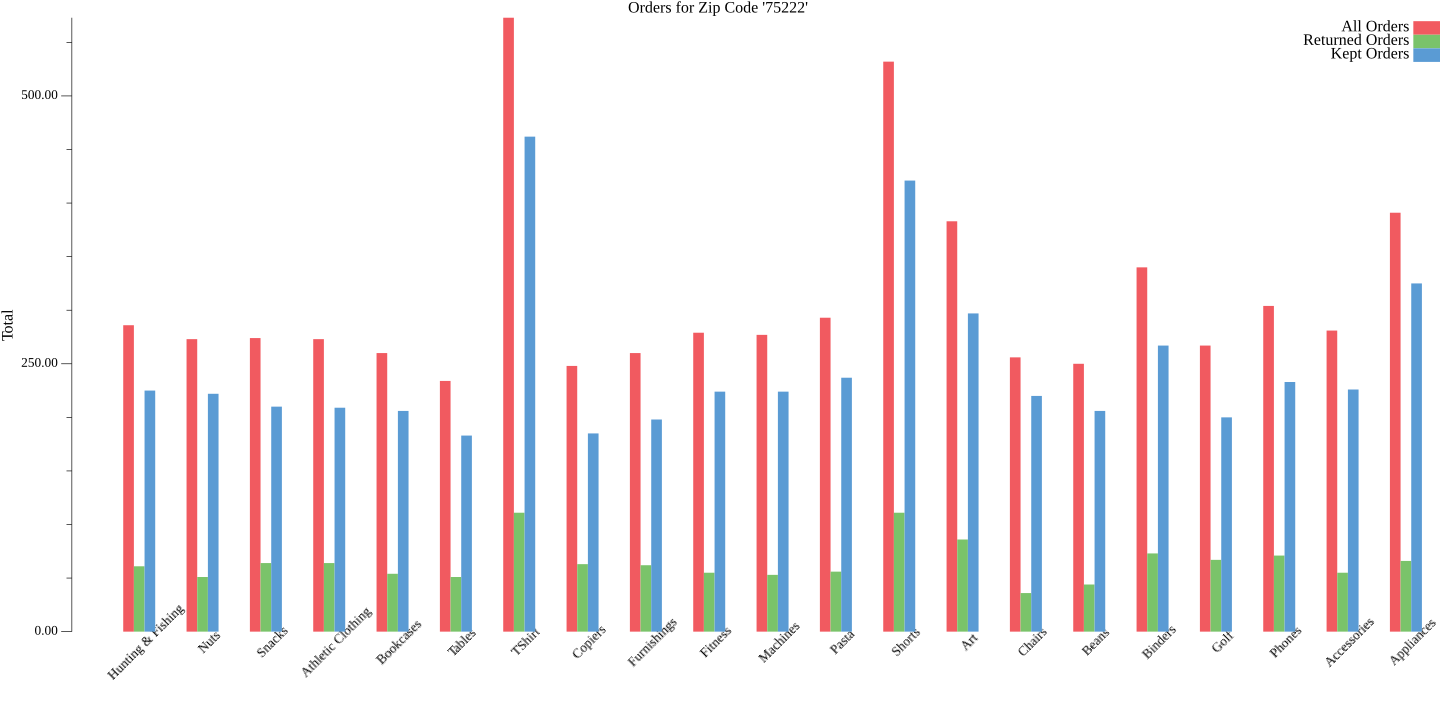 Orders for Zip Code '75222'
All Orders
Returned Orders
Kept Orders
500.00
250.00
0.00
Total
Hunting & Fishing
Nuts
Snacks
Athletic Clothing
Bookcases
Tables
TShirt
Copiers
Furnishings
Fitness
Machines
Pasta
Shorts
Art
Chairs
Beans
Binders
Golf
Phones
Accessories
Appliances